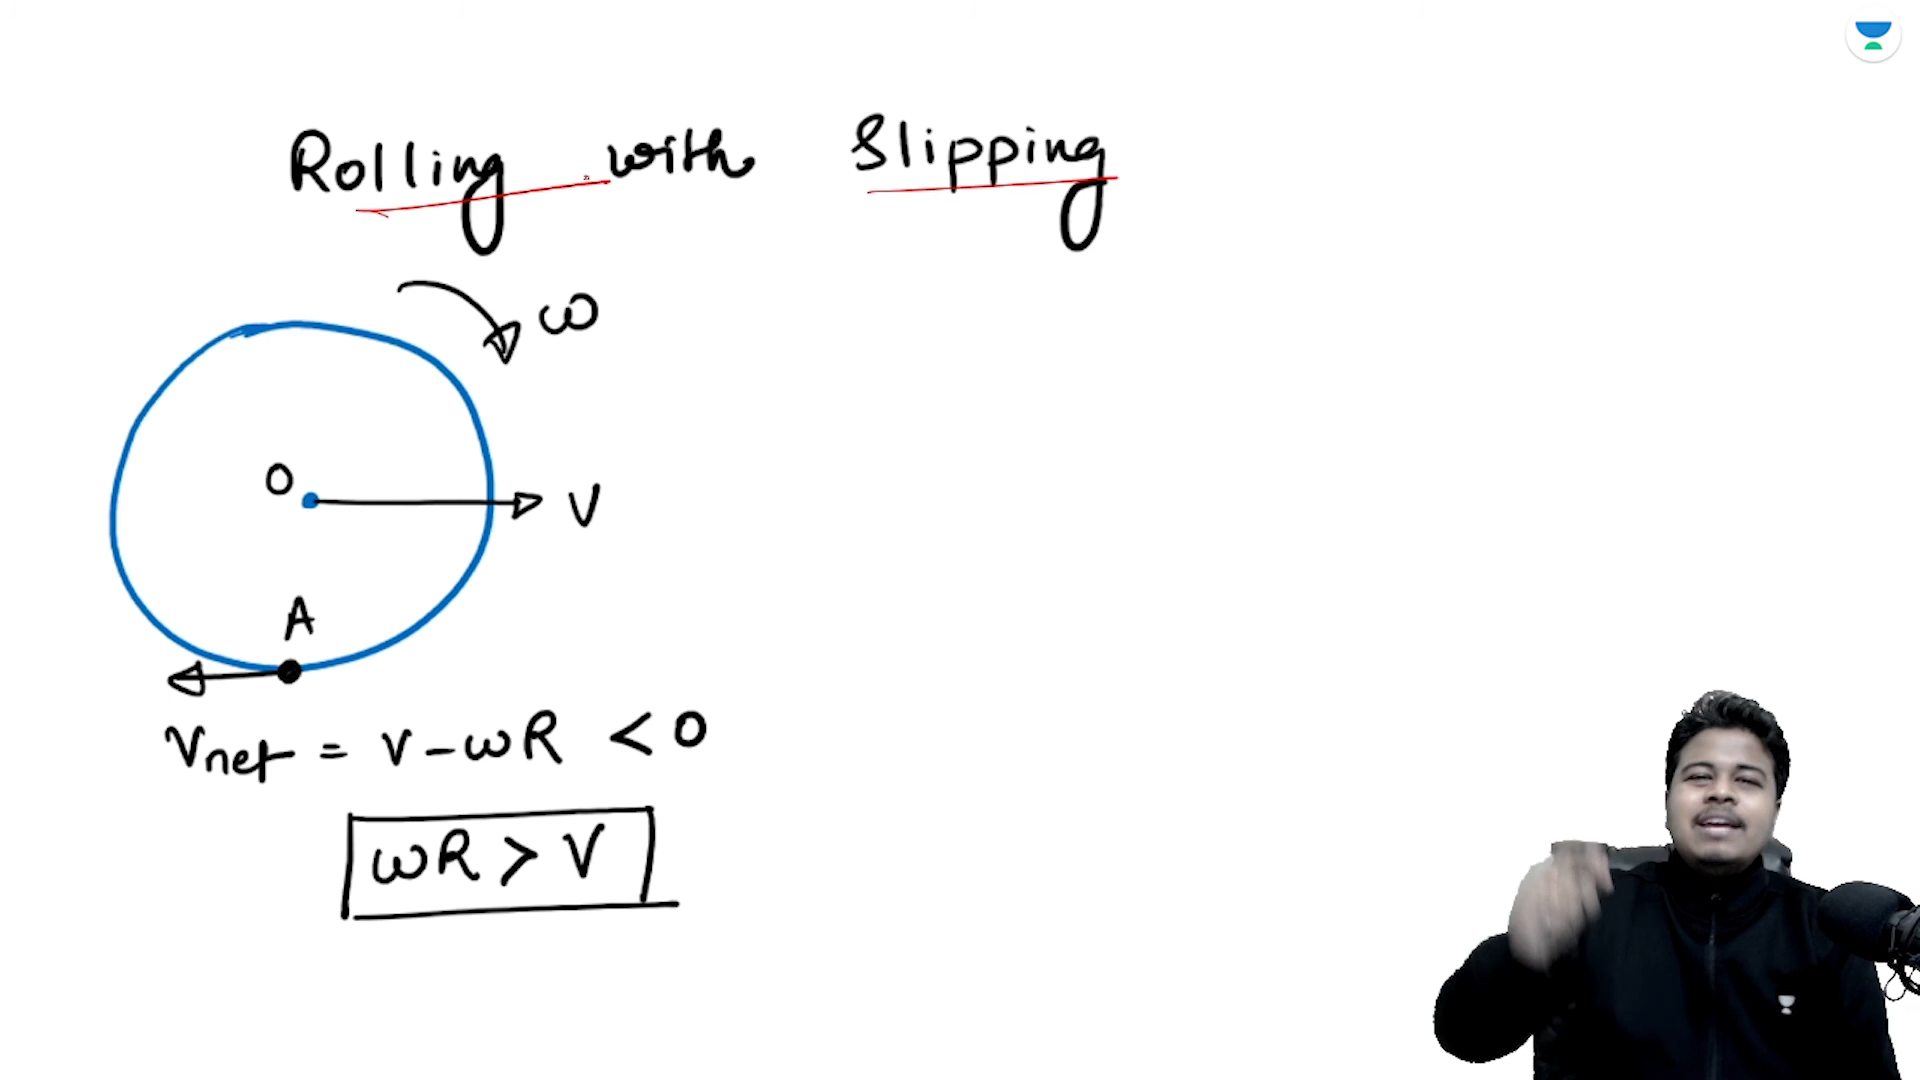 Rolling with Slipping
ω
O
V
A
Vnet = V - ωR < 0
ωR > V